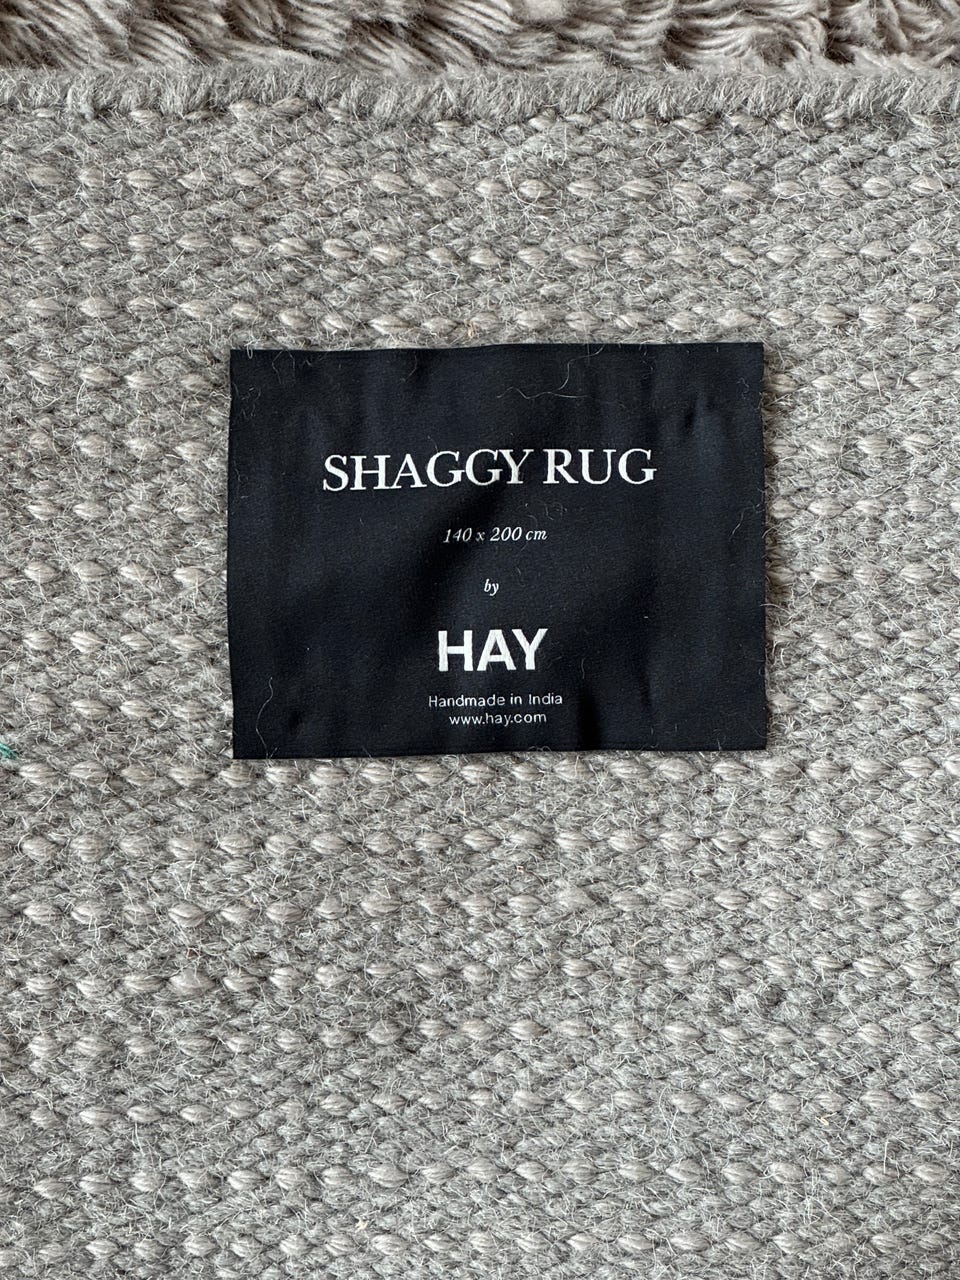 SHAGGY RUG
140 x 200 cm
by
HAY
Handmade in India
www.hay.com